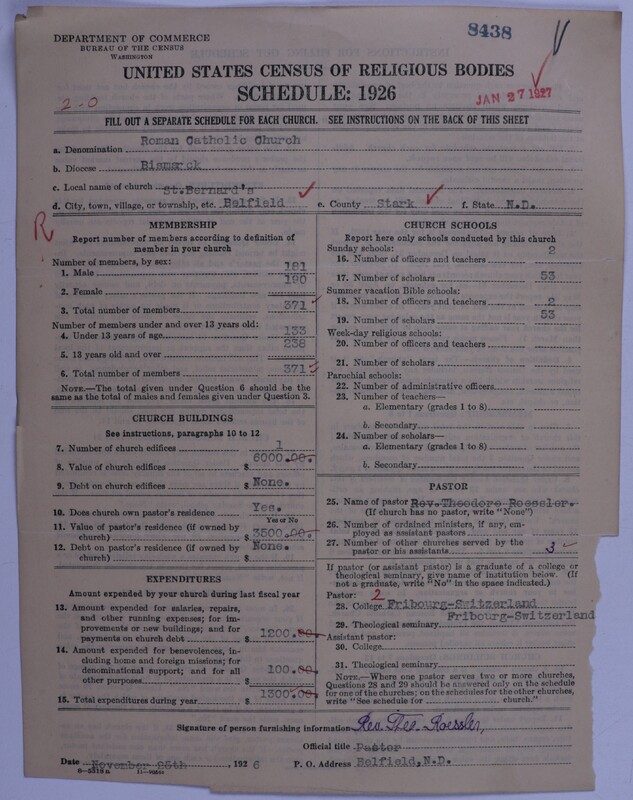 DEPARTMENT OF COMMERCE
BUREAU OF THE CENSUS
WASHINGTON
8438
UNITED STATES CENSUS OF RELIGIOUS BODIES
SCHEDULE: 1926
2-0
JAN 27 1927
FILL OUT A SEPARATE SCHEDULE FOR EACH CHURCH. SEE INSTRUCTIONS ON THE BACK OF THIS SHEET
a. Denomination Roman Catholic Church
b. Diocese Bismarck
c. Local name of church St.Bernard's
d. City, town, village, or township, etc. Belfield e. County Stark f. State N.D.
R
MEMBERSHIP
Report number of members according to definition of member in your church
Number of members, by sex:
1. Male 181
2. Female 190
3. Total number of members 371
Number of members under and over 13 years old:
4. Under 13 years of age 133
5. 13 years old and over 238
6. Total number of members 371
NOTE.—The total given under Question 6 should be the same as the total of males and females given under Question 3.
CHURCH BUILDINGS
See instructions, paragraphs 10 to 12
7. Number of church edifices 1
8. Value of church edifices $ 6000.00.
9. Debt on church edifices $ None.
10. Does church own pastor's residence Yes.
Yes or No
11. Value of pastor's residence (if owned by church) $ 3500.00.
12. Debt on pastor's residence (if owned by church) $ None.
EXPENDITURES
Amount expended by your church during last fiscal year
13. Amount expended for salaries, repairs, and other running expenses; for improvements or new buildings; and for payments on church debt $ 1200.00.
14. Amount expended for benevolences, including home and foreign missions; for denominational support; and for all other purposes $ 100.00.
15. Total expenditures during year $ 1300.00.
CHURCH SCHOOLS
Report here only schools conducted by this church
Sunday schools:
16. Number of officers and teachers 2
17. Number of scholars 53
Summer vacation Bible schools:
18. Number of officers and teachers 2
19. Number of scholars 53
Week-day religious schools:
20. Number of officers and teachers
21. Number of scholars
Parochial schools:
22. Number of administrative officers
23. Number of teachers—
a. Elementary (grades 1 to 8)
b. Secondary
24. Number of scholars—
a. Elementary (grades 1 to 8)
b. Secondary
PASTOR
25. Name of pastor Rev.Theodore Roessler.
(If church has no pastor, write "None")
26. Number of ordained ministers, if any, employed as assistant pastors
27. Number of other churches served by the pastor or his assistants 3
If pastor (or assistant pastor) is a graduate of a college or theological seminary, give name of institution below. (If not a graduate, write "No" in the space indicated.)
Pastor: 2
28. College Fribourg-Switzerland
29. Theological seminary Fribourg-Switzerland
Assistant pastor:
30. College
31. Theological seminary
NOTE.—Where one pastor serves two or more churches, Questions 28 and 29 should be answered only on the schedule for one of the churches; on the schedules for the other churches, write "See schedule for church."
Signature of person furnishing information Rev. Theo. Roessler,
Official title Pastor
Date November 25th , 1926 P. O. Address Belfield,N.D.